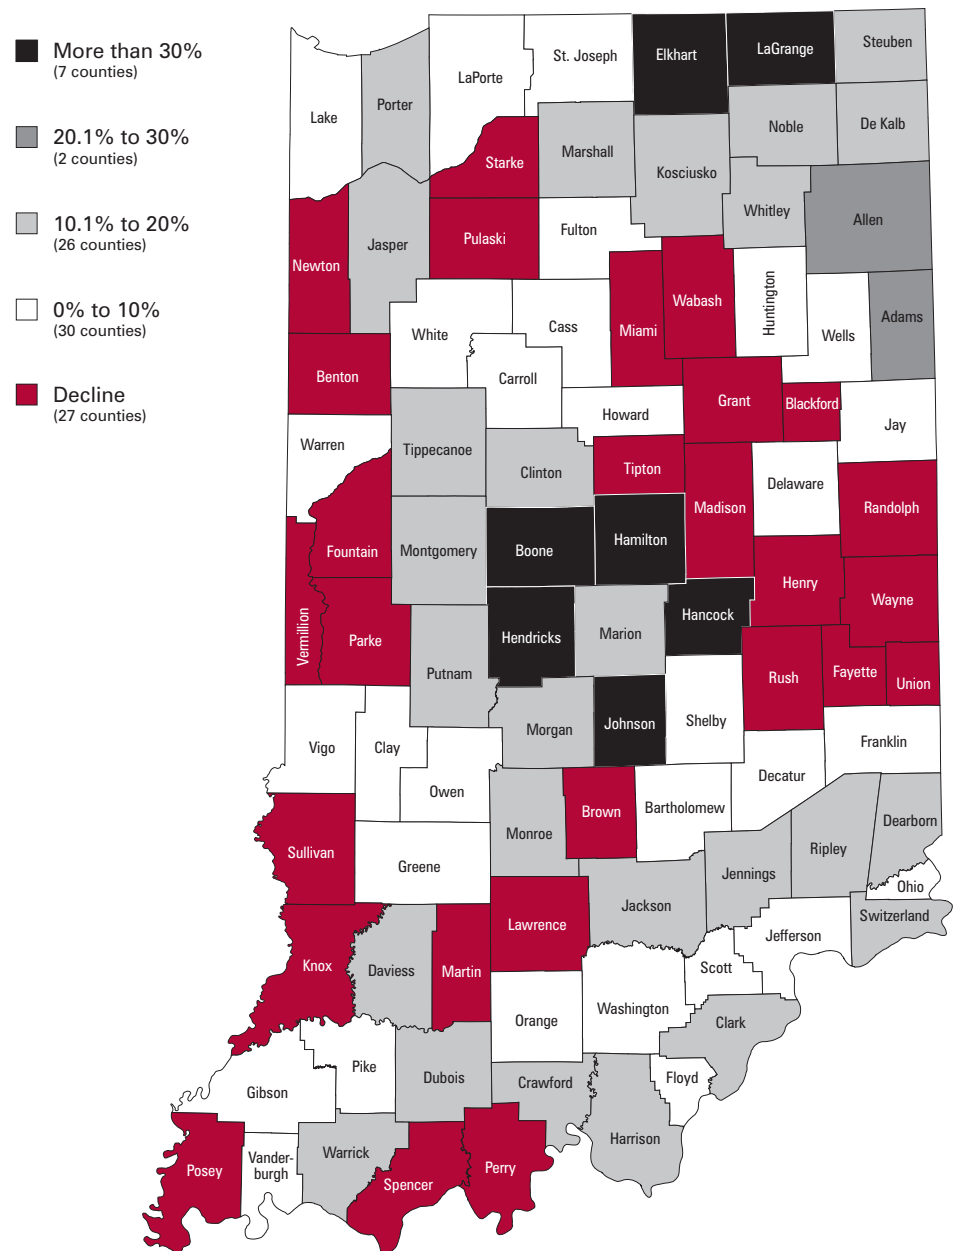 More than 30%
(7 counties)
20.1% to 30%
(2 counties)
10.1% to 20%
(26 counties)
0% to 10%
(30 counties)
Decline
(27 counties)
Lake
Porter
LaPorte
St. Joseph
Elkhart
LaGrange
Steuben
Starke
Marshall
Kosciusko
Noble
De Kalb
Newton
Jasper
Pulaski
Fulton
Whitley
Allen
White
Cass
Miami
Wabash
Huntington
Wells
Adams
Benton
Carroll
Howard
Grant
Blackford
Jay
Warren
Tippecanoe
Clinton
Tipton
Madison
Delaware
Randolph
Fountain
Montgomery
Boone
Hamilton
Henry
Wayne
Vermillion
Parke
Putnam
Hendricks
Marion
Hancock
Rush
Fayette
Union
Vigo
Clay
Owen
Morgan
Johnson
Shelby
Decatur
Franklin
Sullivan
Greene
Monroe
Brown
Bartholomew
Jennings
Ripley
Dearborn
Ohio
Switzerland
Knox
Daviess
Martin
Lawrence
Jackson
Jefferson
Scott
Orange
Washington
Clark
Gibson
Pike
Dubois
Crawford
Floyd
Harrison
Posey
Vander-
burgh
Warrick
Spencer
Perry